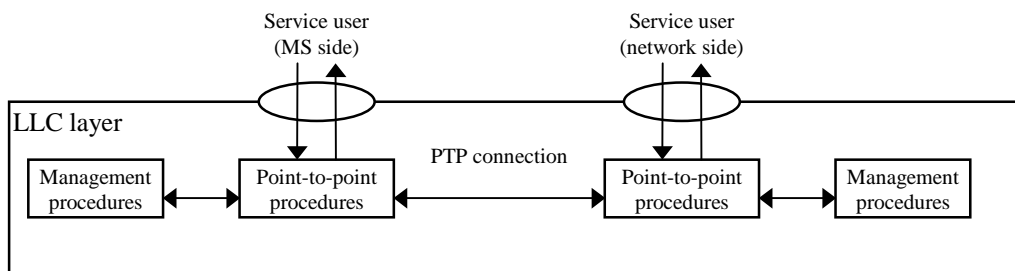 Service user
(MS side)
Service user
(network side)
LLC layer
PTP connection
Management
procedures
Point-to-point
procedures
Point-to-point
procedures
Management
procedures